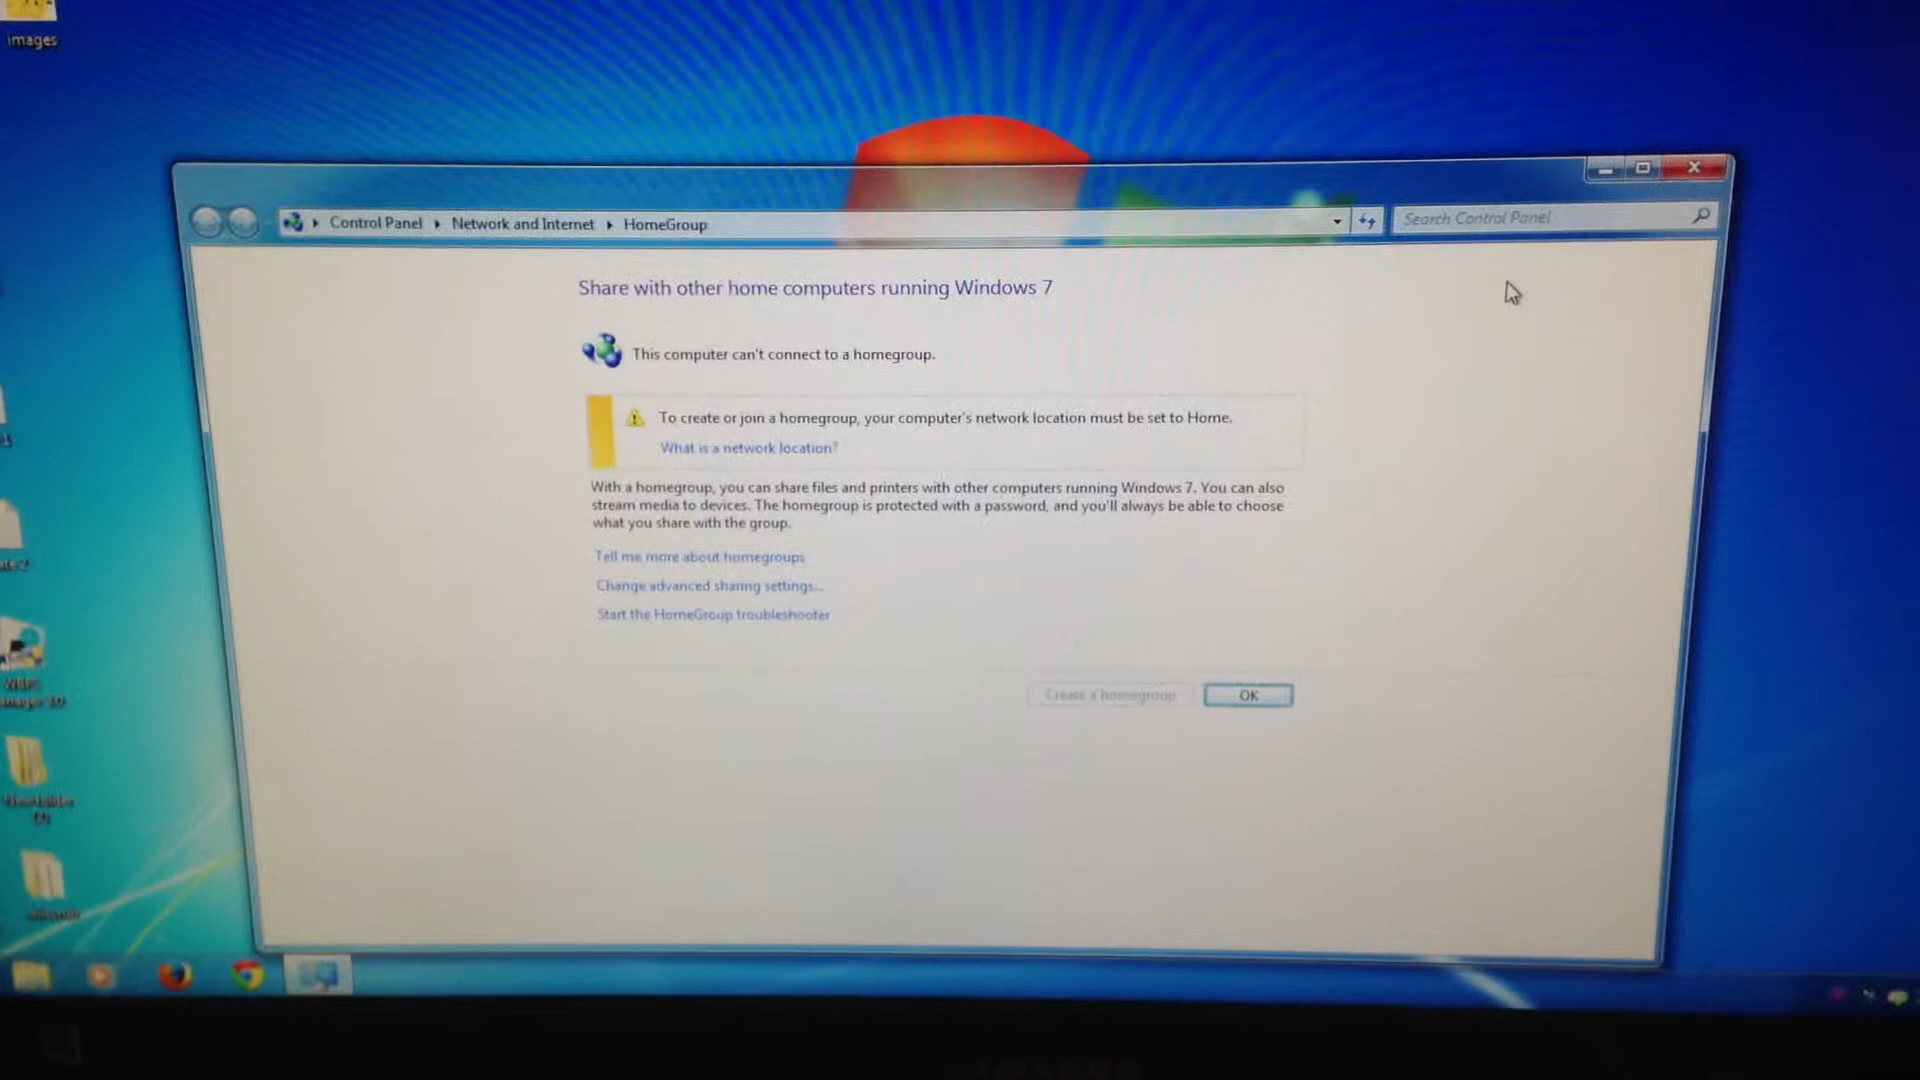 images
Control Panel Network and Internet HomeGroup
Search Control Panel
Share with other home computers running Windows 7
This computer can't connect to a homegroup.
To create or join a homegroup, your computer's network location must be set to Home.
What is a network location?
With a homegroup, you can share files and printers with other computers running Windows 7. You can also
stream media to devices. The homegroup is protected with a password, and you'll always be able to choose
what you share with the group.
Tell me more about homegroups
Change advanced sharing settings...
Start the HomeGroup troubleshooter
Create a homegroup
OK